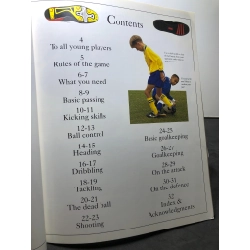 Contents
4
To all young players
5
Rules of the game
6-7
What you need
8-9
Basic passing
10-11
Kicking skills
12-13
Ball control
14-15
Heading
16-17
Dribbling
18-19
Tackling
20-21
The dead ball
22-23
Shooting
24-25
Basic goalkeeping
26-27
Goalkeeping
28-29
On the attack
30-31
On the defense
32
Index &
Acknowledgments